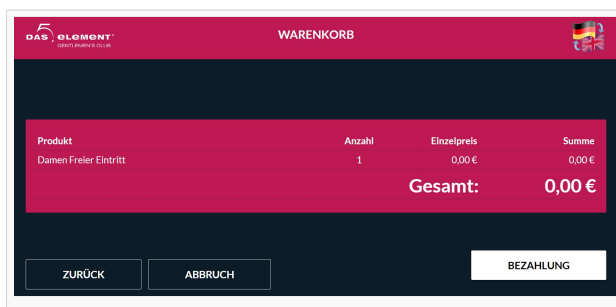 5
DAS element
GENTLEMEN'S CLUB
WARENKORB
Produkt Anzahl Einzelpreis Summe
Damen Freier Eintritt 1 0,00 € 0,00 €
Gesamt: 0,00 €
ZURÜCK ABBRUCH BEZAHLUNG